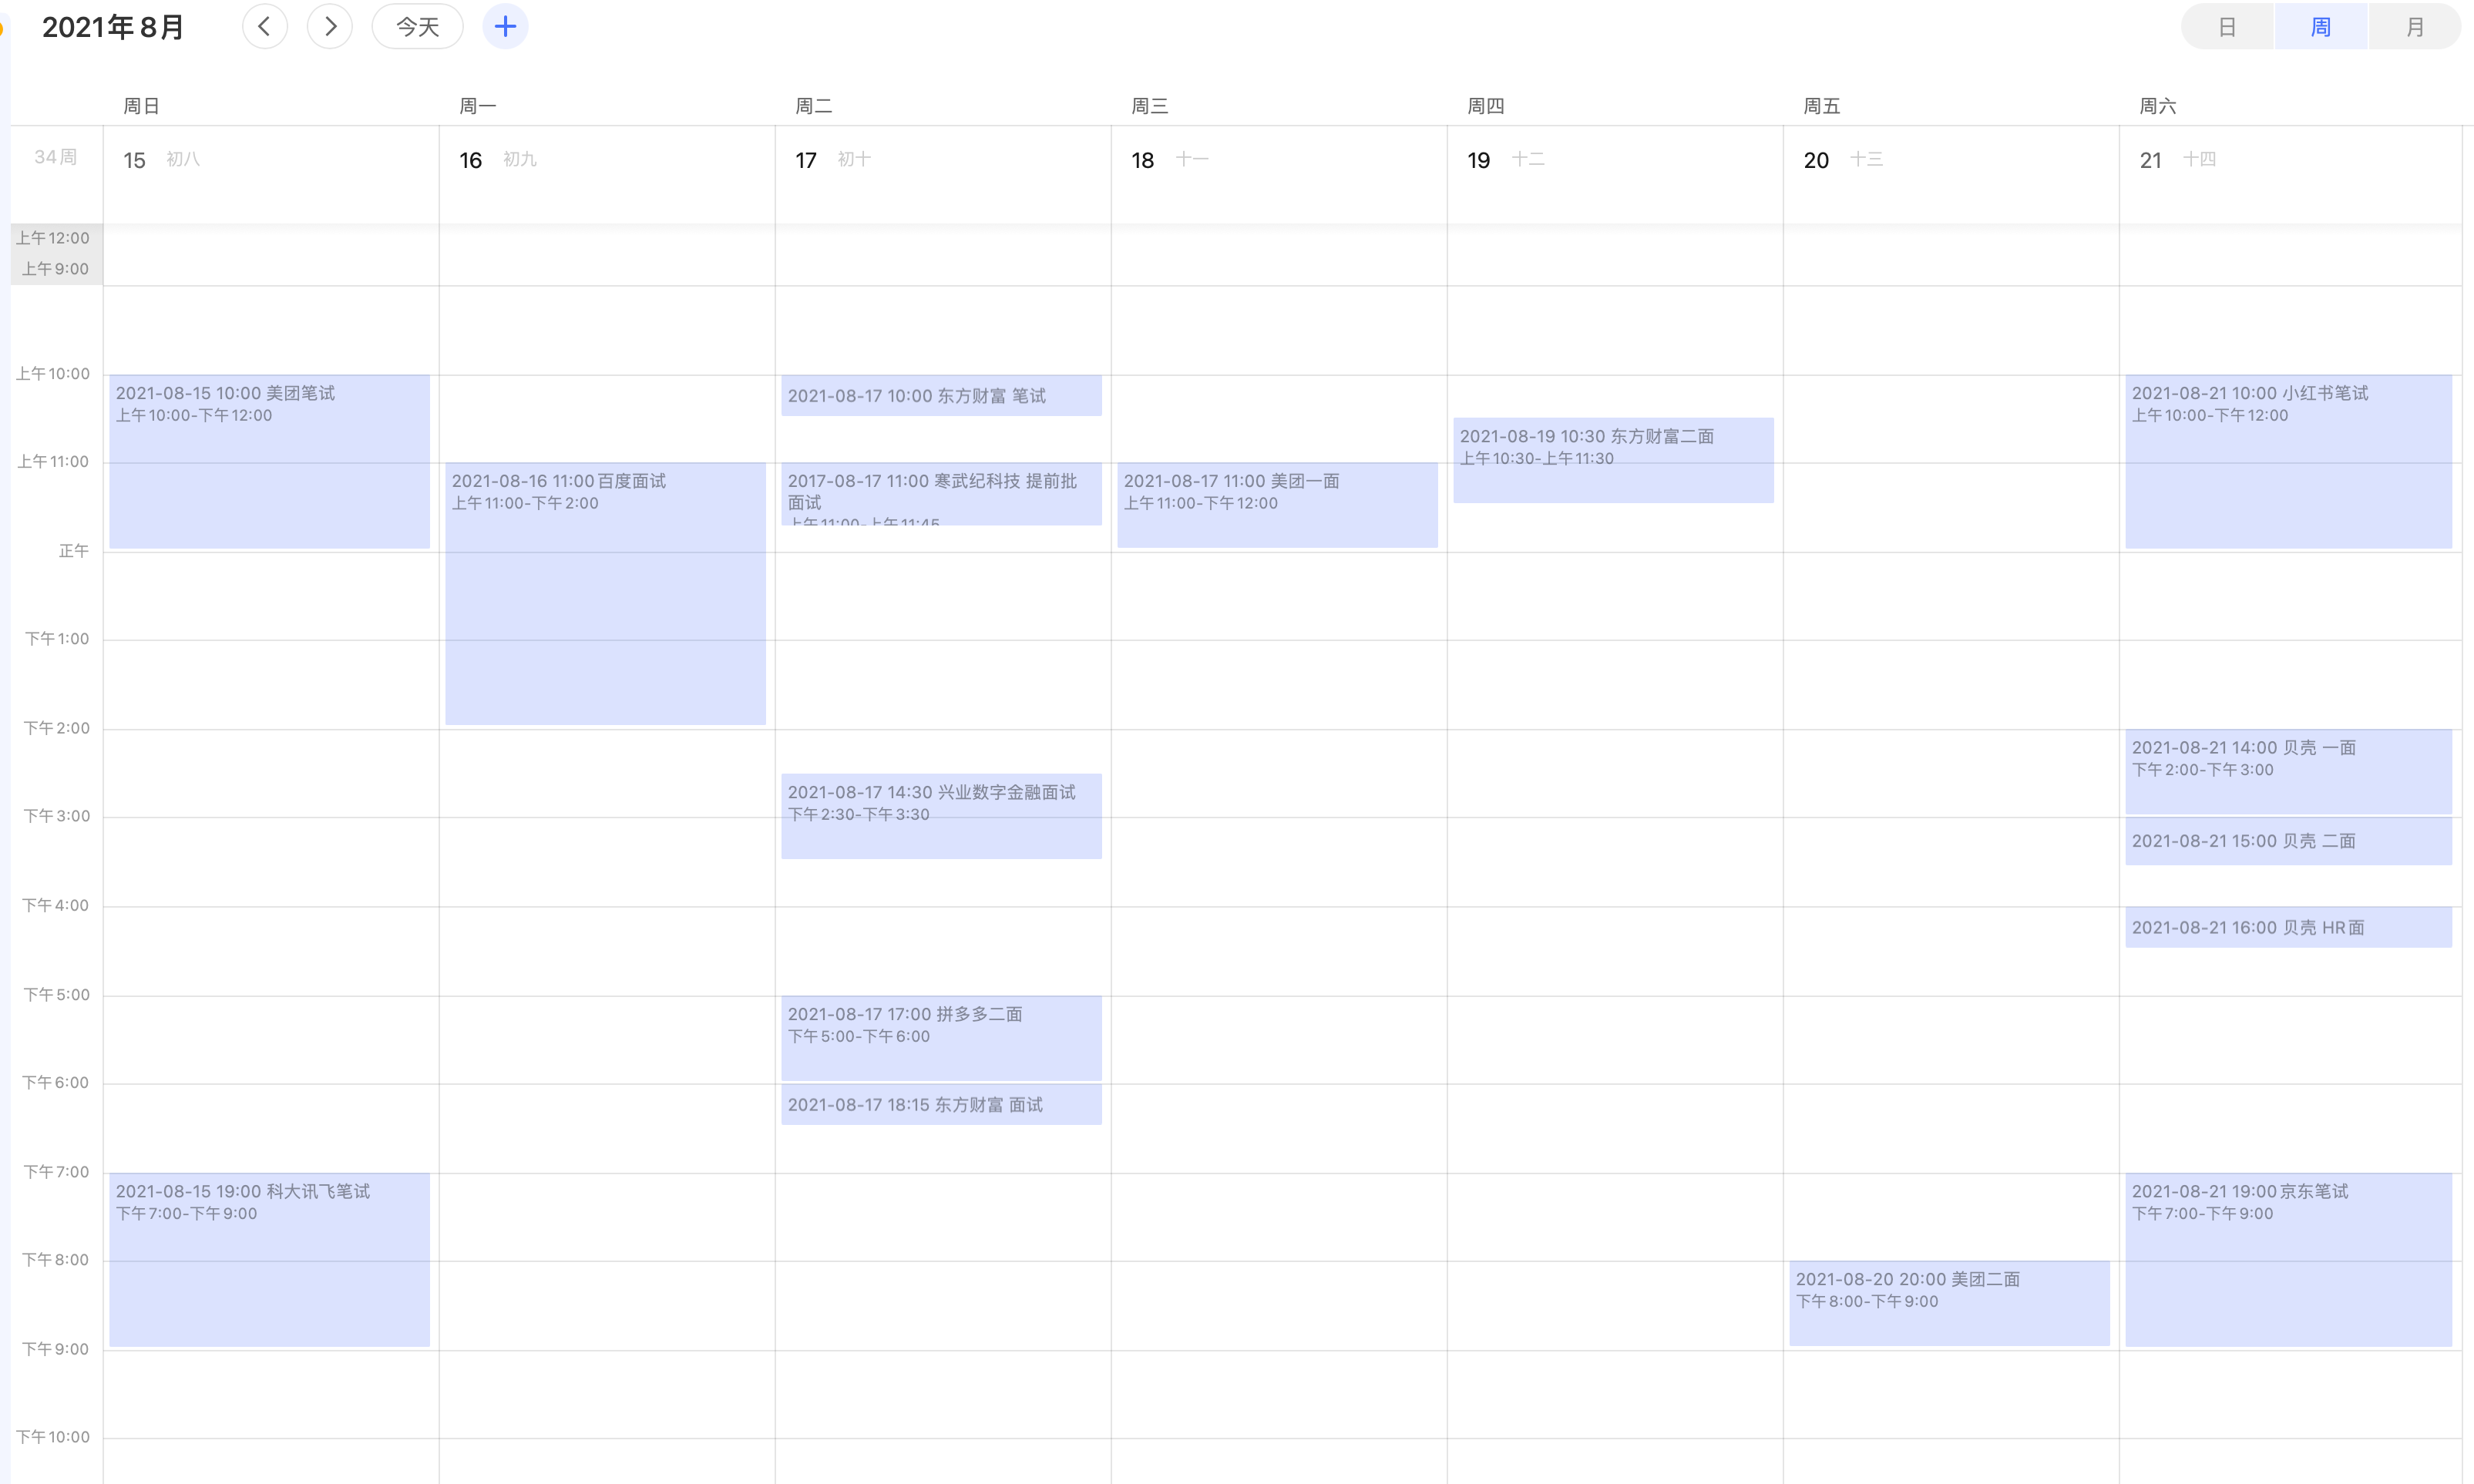 2021年8月
今天
日 周 月
周日 周一 周二 周三 周四 周五 周六
34周 15 初八 16 初九 17 初十 18 十一 19 十二 20 十三 21 十四
上午12:00
上午9:00
上午10:00
上午11:00
正午
下午1:00
下午2:00
下午3:00
下午4:00
下午5:00
下午6:00
下午7:00
下午8:00
下午9:00
下午10:00
2021-08-15 10:00 美团笔试
上午10:00-下午12:00
2021-08-15 19:00 科大讯飞笔试
下午7:00-下午9:00
2021-08-16 11:00百度面试
上午11:00-下午2:00
2021-08-17 10:00 东方财富 笔试
2017-08-17 11:00 寒武纪科技 提前批
面试
上午11:00-上午11:45
2021-08-17 14:30 兴业数字金融面试
下午2:30-下午3:30
2021-08-17 17:00 拼多多二面
下午5:00-下午6:00
2021-08-17 18:15 东方财富 面试
2021-08-17 11:00 美团一面
上午11:00-下午12:00
2021-08-19 10:30 东方财富二面
上午10:30-上午11:30
2021-08-20 20:00 美团二面
下午8:00-下午9:00
2021-08-21 10:00 小红书笔试
上午10:00-下午12:00
2021-08-21 14:00 贝壳 一面
下午2:00-下午3:00
2021-08-21 15:00 贝壳 二面
2021-08-21 16:00 贝壳 HR面
2021-08-21 19:00京东笔试
下午7:00-下午9:00